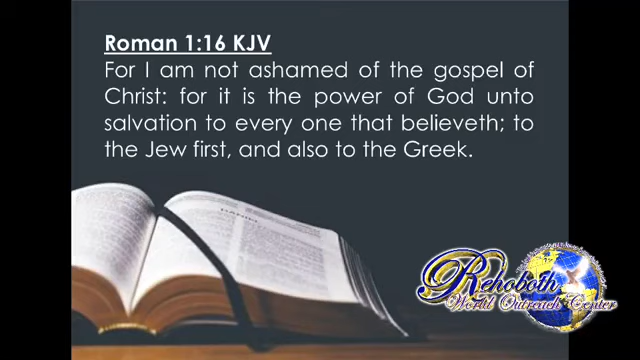 Roman 1:16 KJV
For I am not ashamed of the gospel of
Christ: for it is the power of God unto
salvation to every one that believeth; to
the Jew first, and also to the Greek.
Rehoboth
World Outreach Center